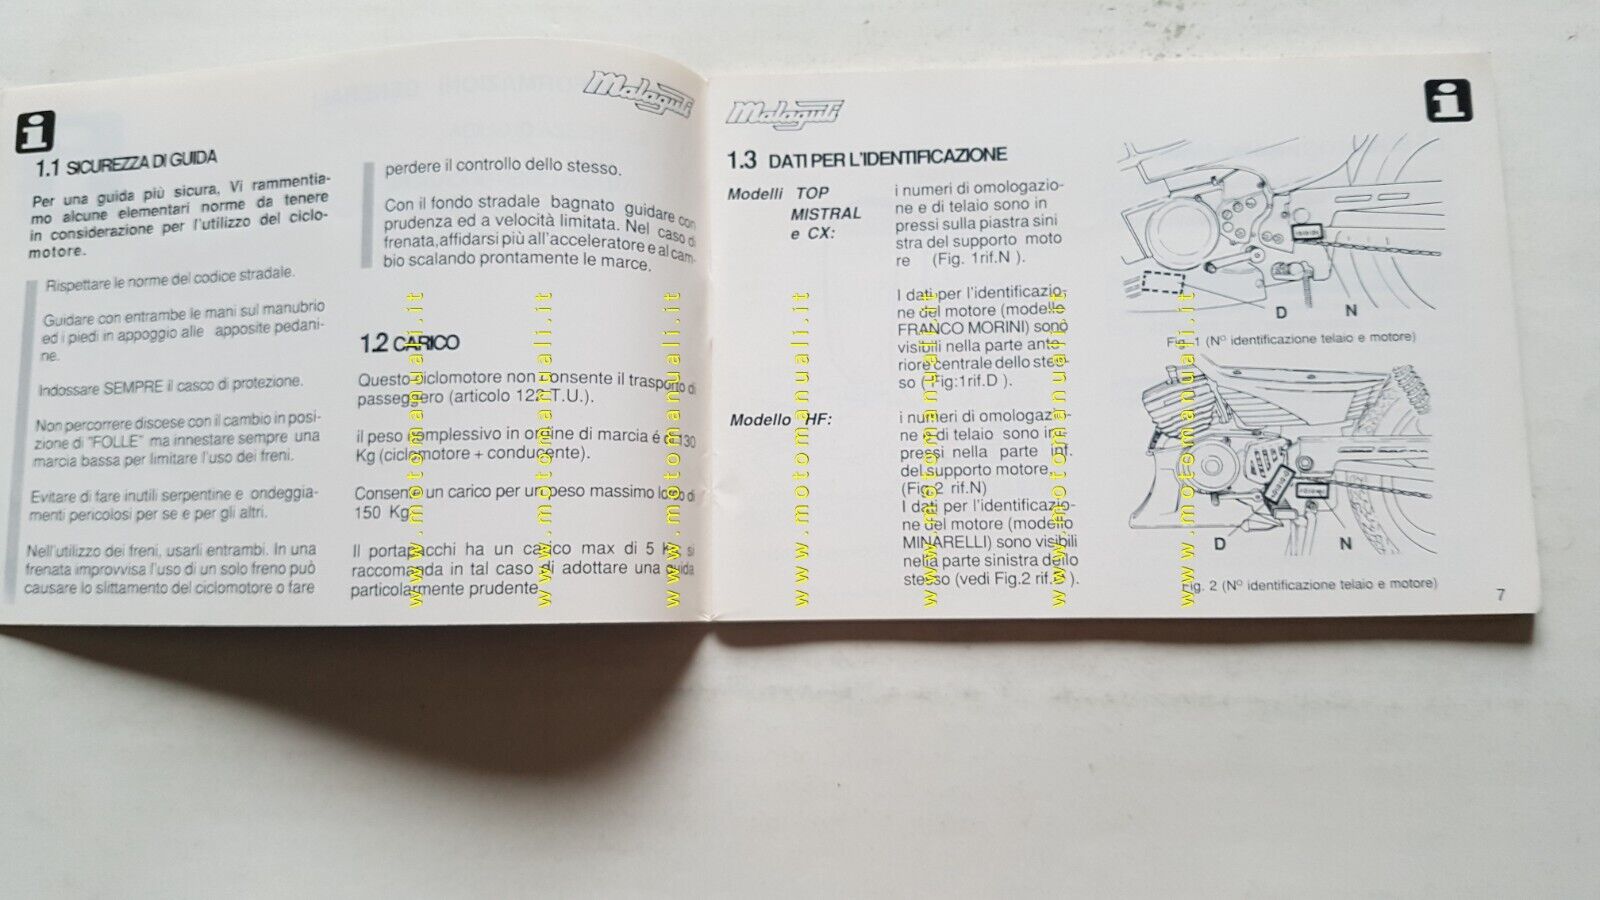 Malaguti
1.1 SICUREZZA DI GUIDA
Per una guida più sicura, Vi rammentia-
mo alcune elementari norme da tenere
in considerazione per l'utilizzo del ciclo-
motore.
Rispettare le norme del codice stradale.
Guidare con entrambe le mani sul manubrio
ed i piedi in appoggio alle apposite pedani-
ne.
Indossare SEMPRE il casco di protezione.
Non percorrere discese con il cambio in posi-
zione di "FOLLE" ma innestare sempre una
marcia bassa per limitare l'uso dei freni.
Evitare di fare inutili serpentine e ondeggia-
menti pericolosi per se e per gli altri.
Nell'utilizzo dei freni, usarli entrambi. In una
frenata improvvisa l'uso di un solo freno può
causare lo slittamento del ciclomotore o fare
perdere il controllo dello stesso.
Con il fondo stradale bagnato guidare con
prudenza ed a velocità limitata. Nel caso di
frenata,affidarsi più all'acceleratore e al cam-
bio scalando prontamente le marce.
1.2 CARICO
Questo ciclomotore non consente il trasporto di
passeggero (articolo 122 T.U.).
il peso complessivo in ordine di marcia é di 130
Kg (ciclomotore + conducente).
Consente un carico per un peso massimo lordo di
150 Kg.
Il portapacchi ha un carico max di 5 Kg, si
raccomanda in tal caso di adottare una guida
particolarmente prudente.
Malaguti
1.3 DATI PER L'IDENTIFICAZIONE
Modelli TOP
MISTRAL
e CX:
i numeri di omologazio-
ne e di telaio sono in
pressi sulla piastra sini
stra del supporto moto
re (Fig. 1rif.N ).
I dati per l'identificazio-
ne del motore (modello
FRANCO MORINI) sono
visibili nella parte ante-
riore centrale dello stes-
so ( Fig:1rif.D ).
Modello HF:
i numeri di omologazio-
ne e di telaio sono im-
pressi nella parte inf.
del supporto motore.
(Fig.2 rif.N)
I dati per l'identificazio-
ne del motore (modello
MINARELLI) sono visibili
nella parte sinistra dello
stesso (vedi Fig.2 rif. ).
D N
Fig. 1 (N° identificazione telaio e motore)
D N
Fig. 2 (N° identificazione telaio e motore)
7
www.motomanuali.it
www.motomanuali.it
www.motomanuali.it
www.motomanuali.it
www.motomanuali.it
www.motomanuali.it
www.motomanuali.it